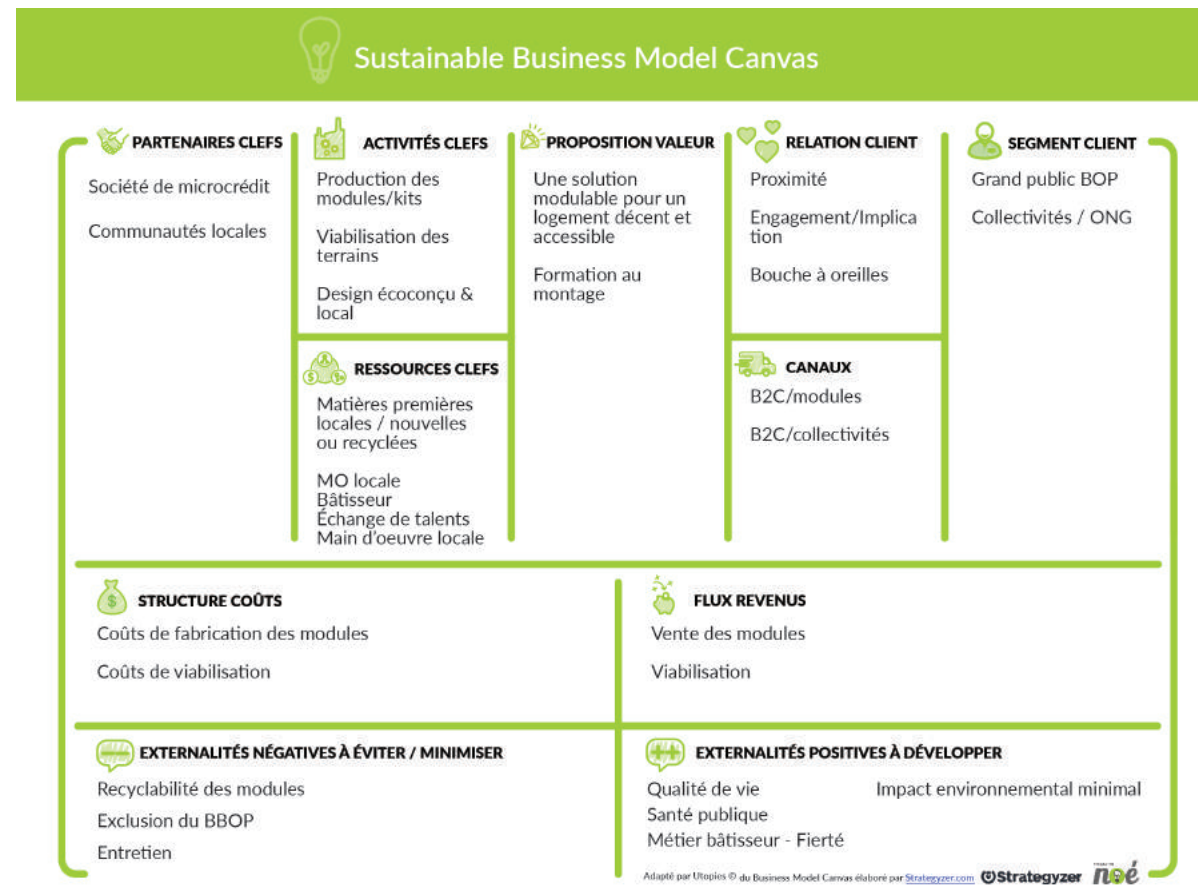 Sustainable Business Model Canvas
PARTENAIRES CLEFS
Société de microcrédit
Communautés locales
ACTIVITÉS CLEFS
Production des
modules/kits
Viabilisation des
terrains
Design écoconçu &
local
RESSOURCES CLEFS
Matières premières
locales / nouvelles
ou recyclées
MO locale
Bâtisseur
Échange de talents
Main d'oeuvre locale
PROPOSITION VALEUR
Une solution
modulable pour un
logement décent et
accessible
Formation au
montage
RELATION CLIENT
Proximité
Engagement/Implica
tion
Bouche à oreilles
CANAUX
B2C/modules
B2C/collectivités
SEGMENT CLIENT
Grand public BOP
Collectivités / ONG
STRUCTURE COÛTS
Coûts de fabrication des modules
Coûts de viabilisation
FLUX REVENUS
Vente des modules
Viabilisation
EXTERNALITÉS NÉGATIVES À ÉVITER / MINIMISER
Recyclabilité des modules
Exclusion du BBOP
Entretien
EXTERNALITÉS POSITIVES À DÉVELOPPER
Qualité de vie
Santé publique
Métier bâtisseur - Fierté
Impact environnemental minimal
Adapté par Utopies © du Business Model Canvas élaboré par Strategyzer.com
Strategyzer
noé